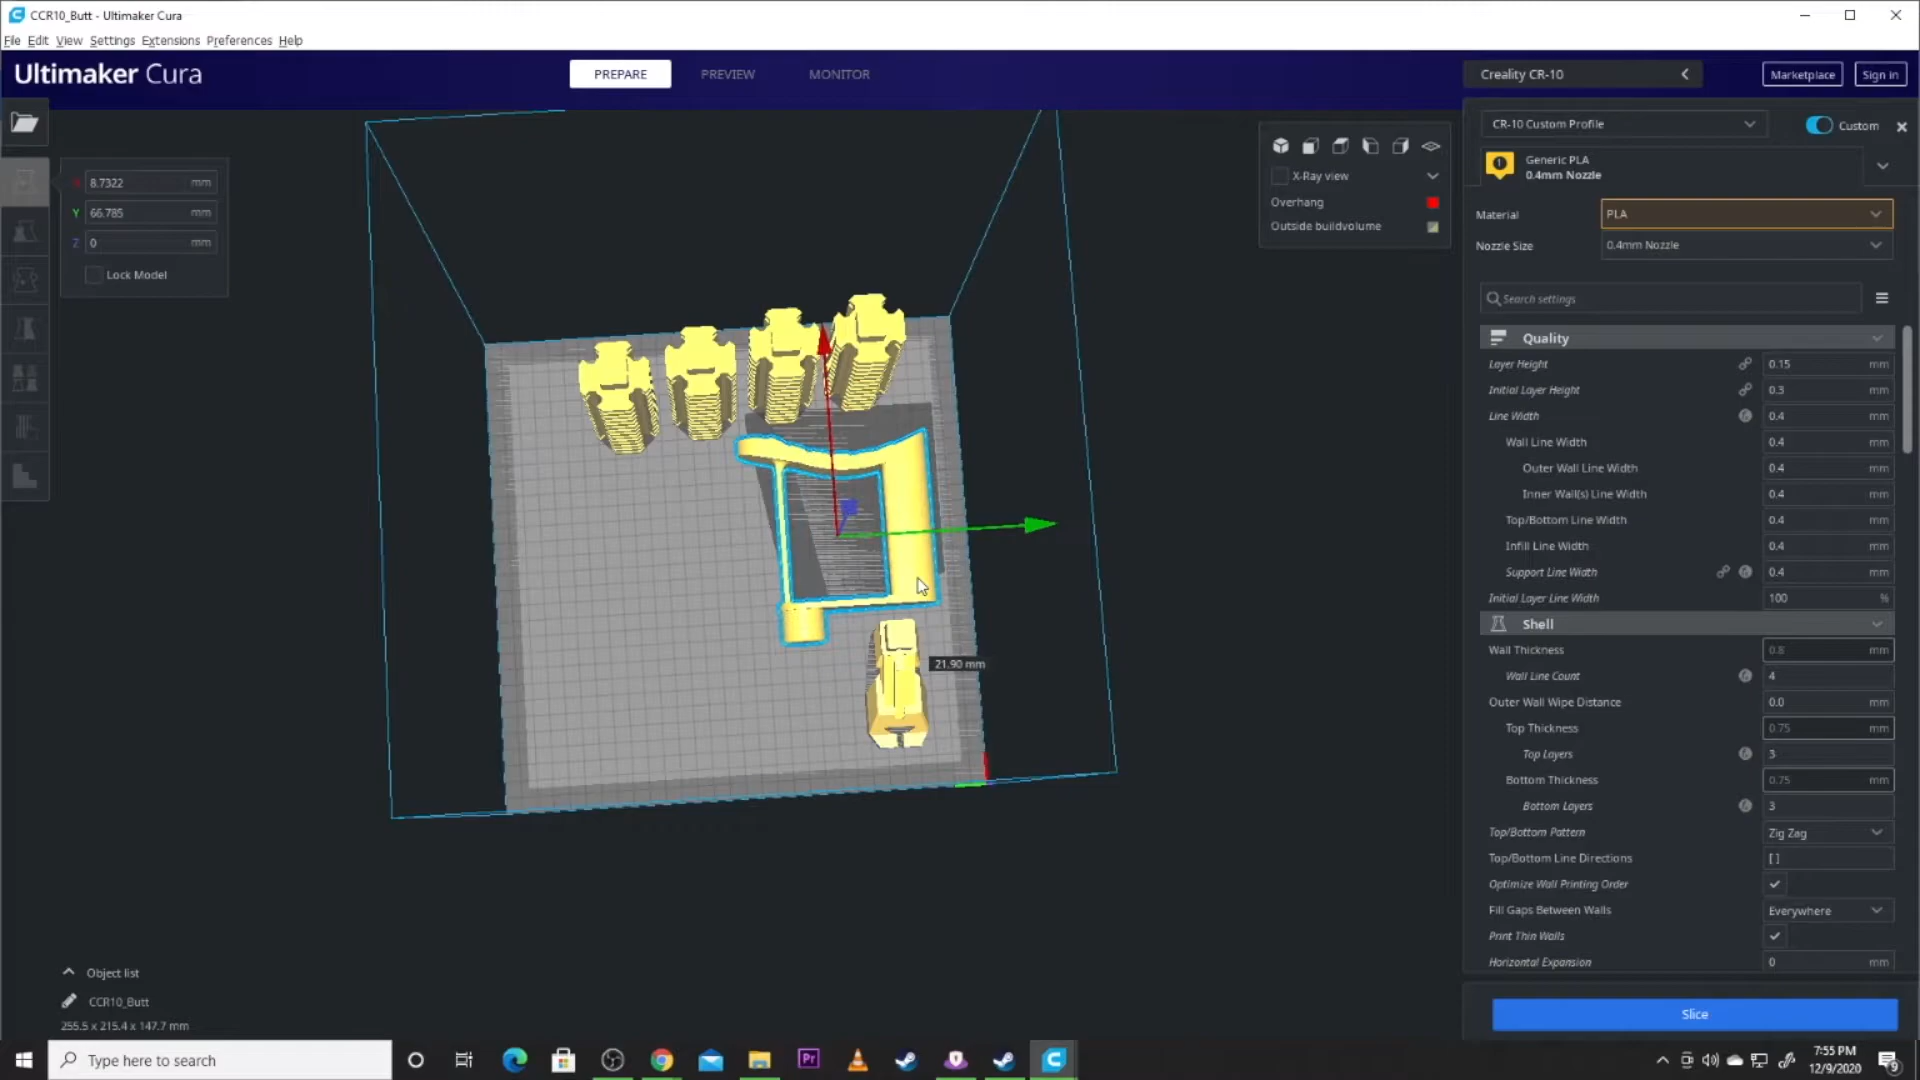 CCR10_Butt - Ultimaker Cura
File Edit View Settings Extensions Preferences Help
Ultimaker Cura
PREPARE
PREVIEW
MONITOR
Creality CR-10
Marketplace
Sign in
CR-10 Custom Profile
Custom
Generic PLA
0.4mm Nozzle
Material
PLA
Nozzle Size
0.4mm Nozzle
Search settings
X 8.7322 mm
Y 66.785 mm
Z 0 mm
Lock Model
X-Ray view
Overhang
Outside buildvolume
21.90 mm
Quality
Layer Height 0.15 mm
Initial Layer Height 0.3 mm
Line Width 0.4 mm
Wall Line Width 0.4 mm
Outer Wall Line Width 0.4 mm
Inner Wall(s) Line Width 0.4 mm
Top/Bottom Line Width 0.4 mm
Infill Line Width 0.4 mm
Support Line Width 0.4 mm
Initial Layer Line Width 100 %
Shell
Wall Thickness 0.8 mm
Wall Line Count 4
Outer Wall Wipe Distance 0.0 mm
Top Thickness 0.75 mm
Top Layers 3
Bottom Thickness 0.75 mm
Bottom Layers 3
Top/Bottom Pattern Zig Zag
Top/Bottom Line Directions [ ]
Optimize Wall Printing Order
Fill Gaps Between Walls Everywhere
Print Thin Walls
Horizontal Expansion 0 mm
Slice
Object list
CCR10_Butt
255.5 x 215.4 x 147.7 mm
Type here to search
Pr
7:55 PM
12/9/2020
9